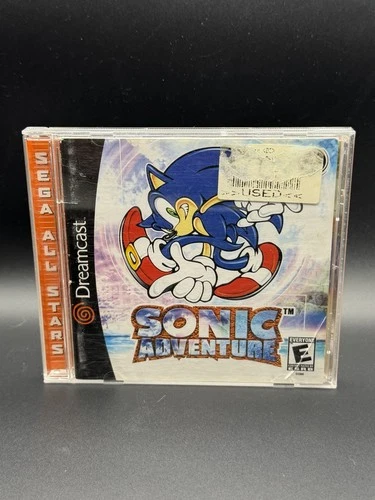 SEGA ALL STARS
Dreamcast
USED
SONIC
ADVENTURE
TM
EVERYONE
E